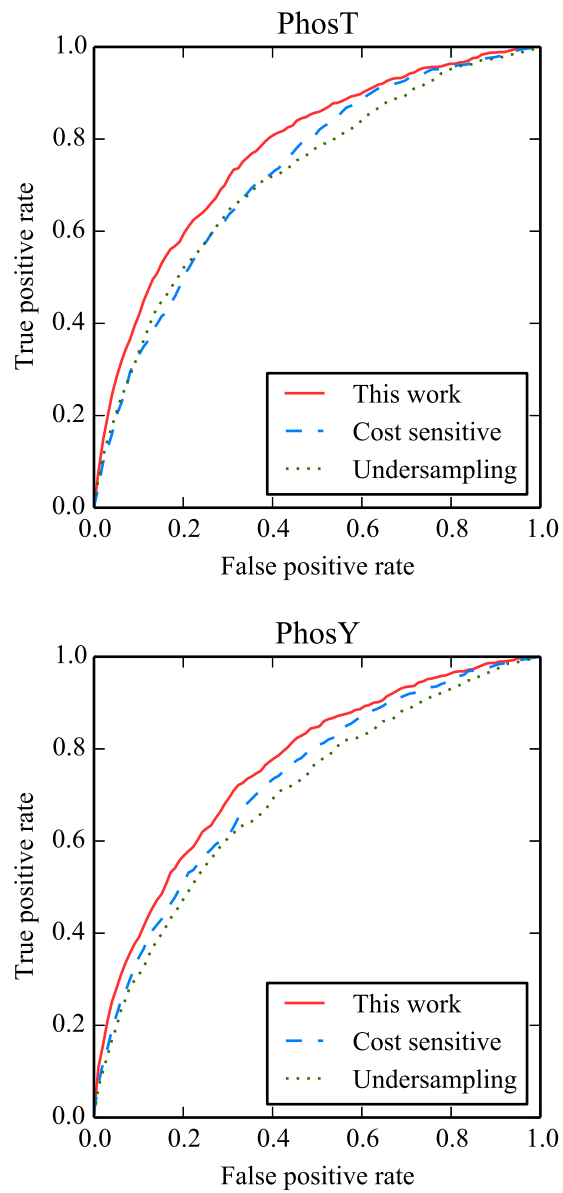 PhosT
1.0
0.8
0.6
0.4
0.2
0.0
True positive rate
This work
Cost sensitive
Undersampling
0.0 0.2 0.4 0.6 0.8 1.0
False positive rate
PhosY
1.0
0.8
0.6
0.4
0.2
0.0
True positive rate
This work
Cost sensitive
Undersampling
0.0 0.2 0.4 0.6 0.8 1.0
False positive rate